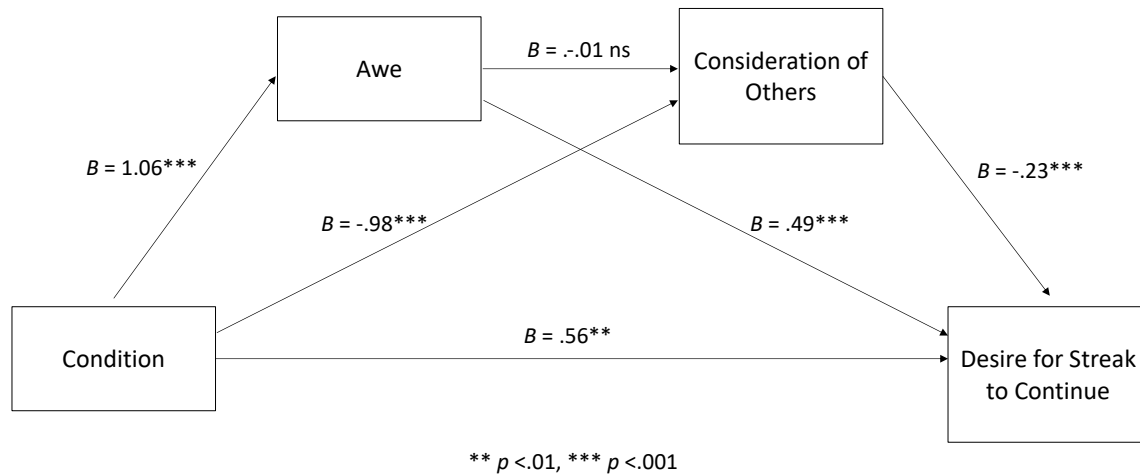 B = .-.01 ns
Awe
Consideration of
Others
B = 1.06***
B = -.23***
B = -.98***
B = .49***
Condition
B = .56**
Desire for Streak
to Continue
** p <.01, *** p <.001